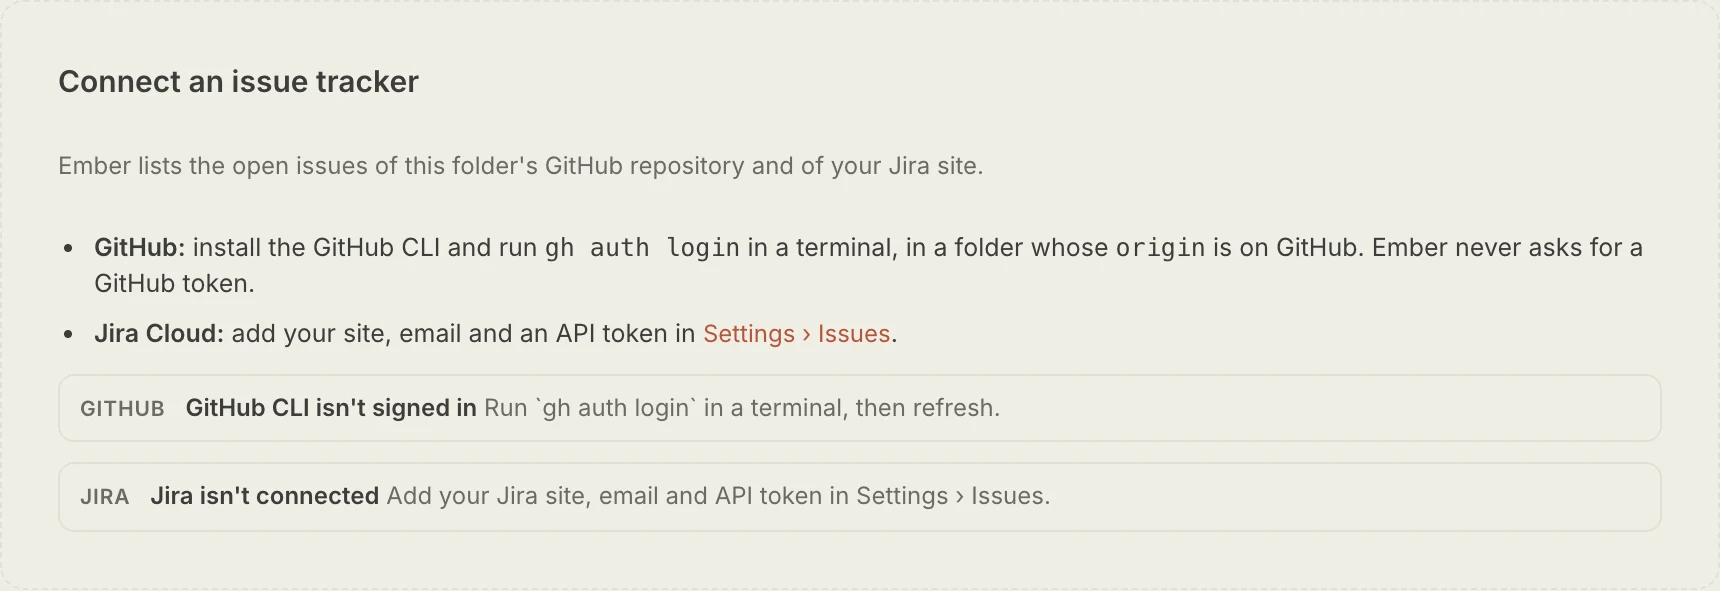 Connect an issue tracker
Ember lists the open issues of this folder's GitHub repository and of your Jira site.
• GitHub: install the GitHub CLI and run gh auth login in a terminal, in a folder whose origin is on GitHub. Ember never asks for a
GitHub token.
• Jira Cloud: add your site, email and an API token in Settings › Issues.
GITHUB GitHub CLI isn't signed in Run `gh auth login` in a terminal, then refresh.
JIRA Jira isn't connected Add your Jira site, email and API token in Settings › Issues.